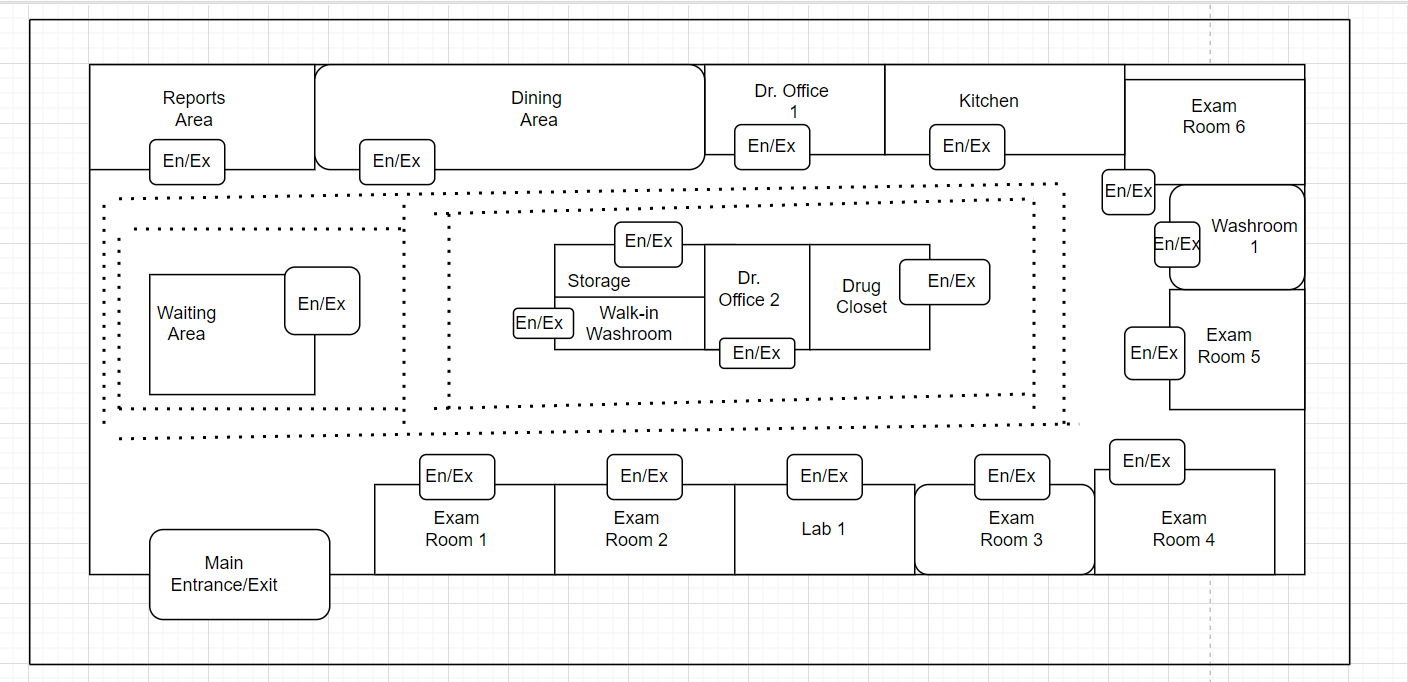 Reports
Area
En/Ex
Dining
Area
En/Ex
Dr. Office
1
En/Ex
Kitchen
En/Ex
Exam
Room 6
En/Ex
Washroom
1
En/Ex
Exam
Room 5
En/Ex
Waiting
Area
En/Ex
Storage
En/Ex
Walk-in
Washroom
En/Ex
Dr.
Office 2
En/Ex
Drug
Closet
En/Ex
Exam
Room 1
En/Ex
Exam
Room 2
En/Ex
Lab 1
En/Ex
Exam
Room 3
En/Ex
Exam
Room 4
En/Ex
Main
Entrance/Exit